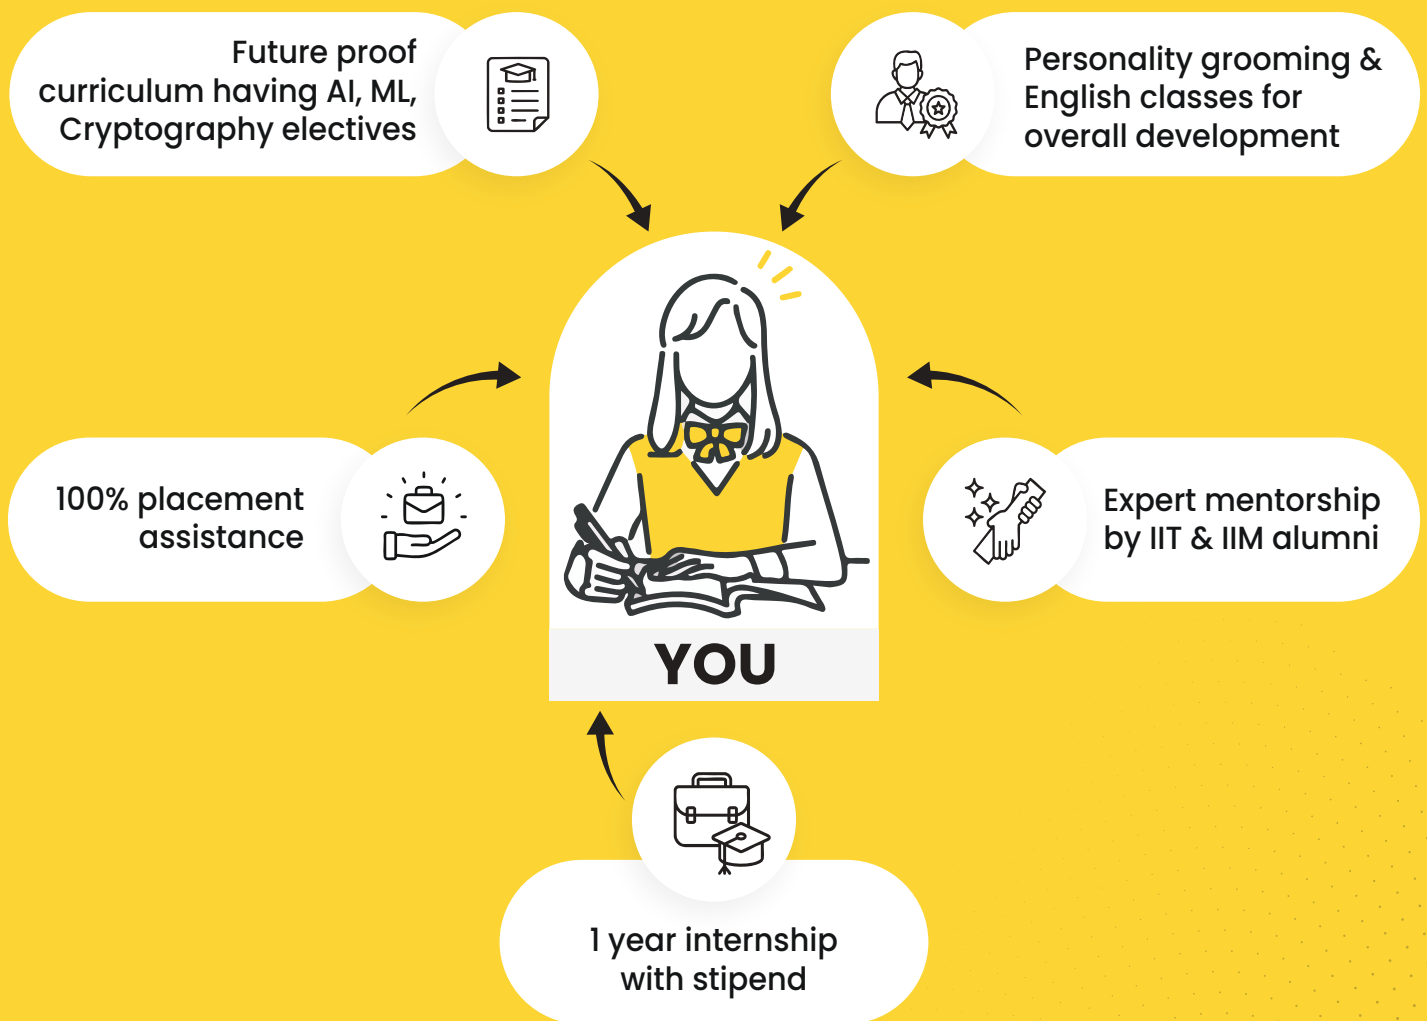 Future proof
curriculum having AI, ML,
Cryptography electives
Personality grooming &
English classes for
overall development
100% placement
assistance
Expert mentorship
by IIT & IIM alumni
YOU
1 year internship
with stipend